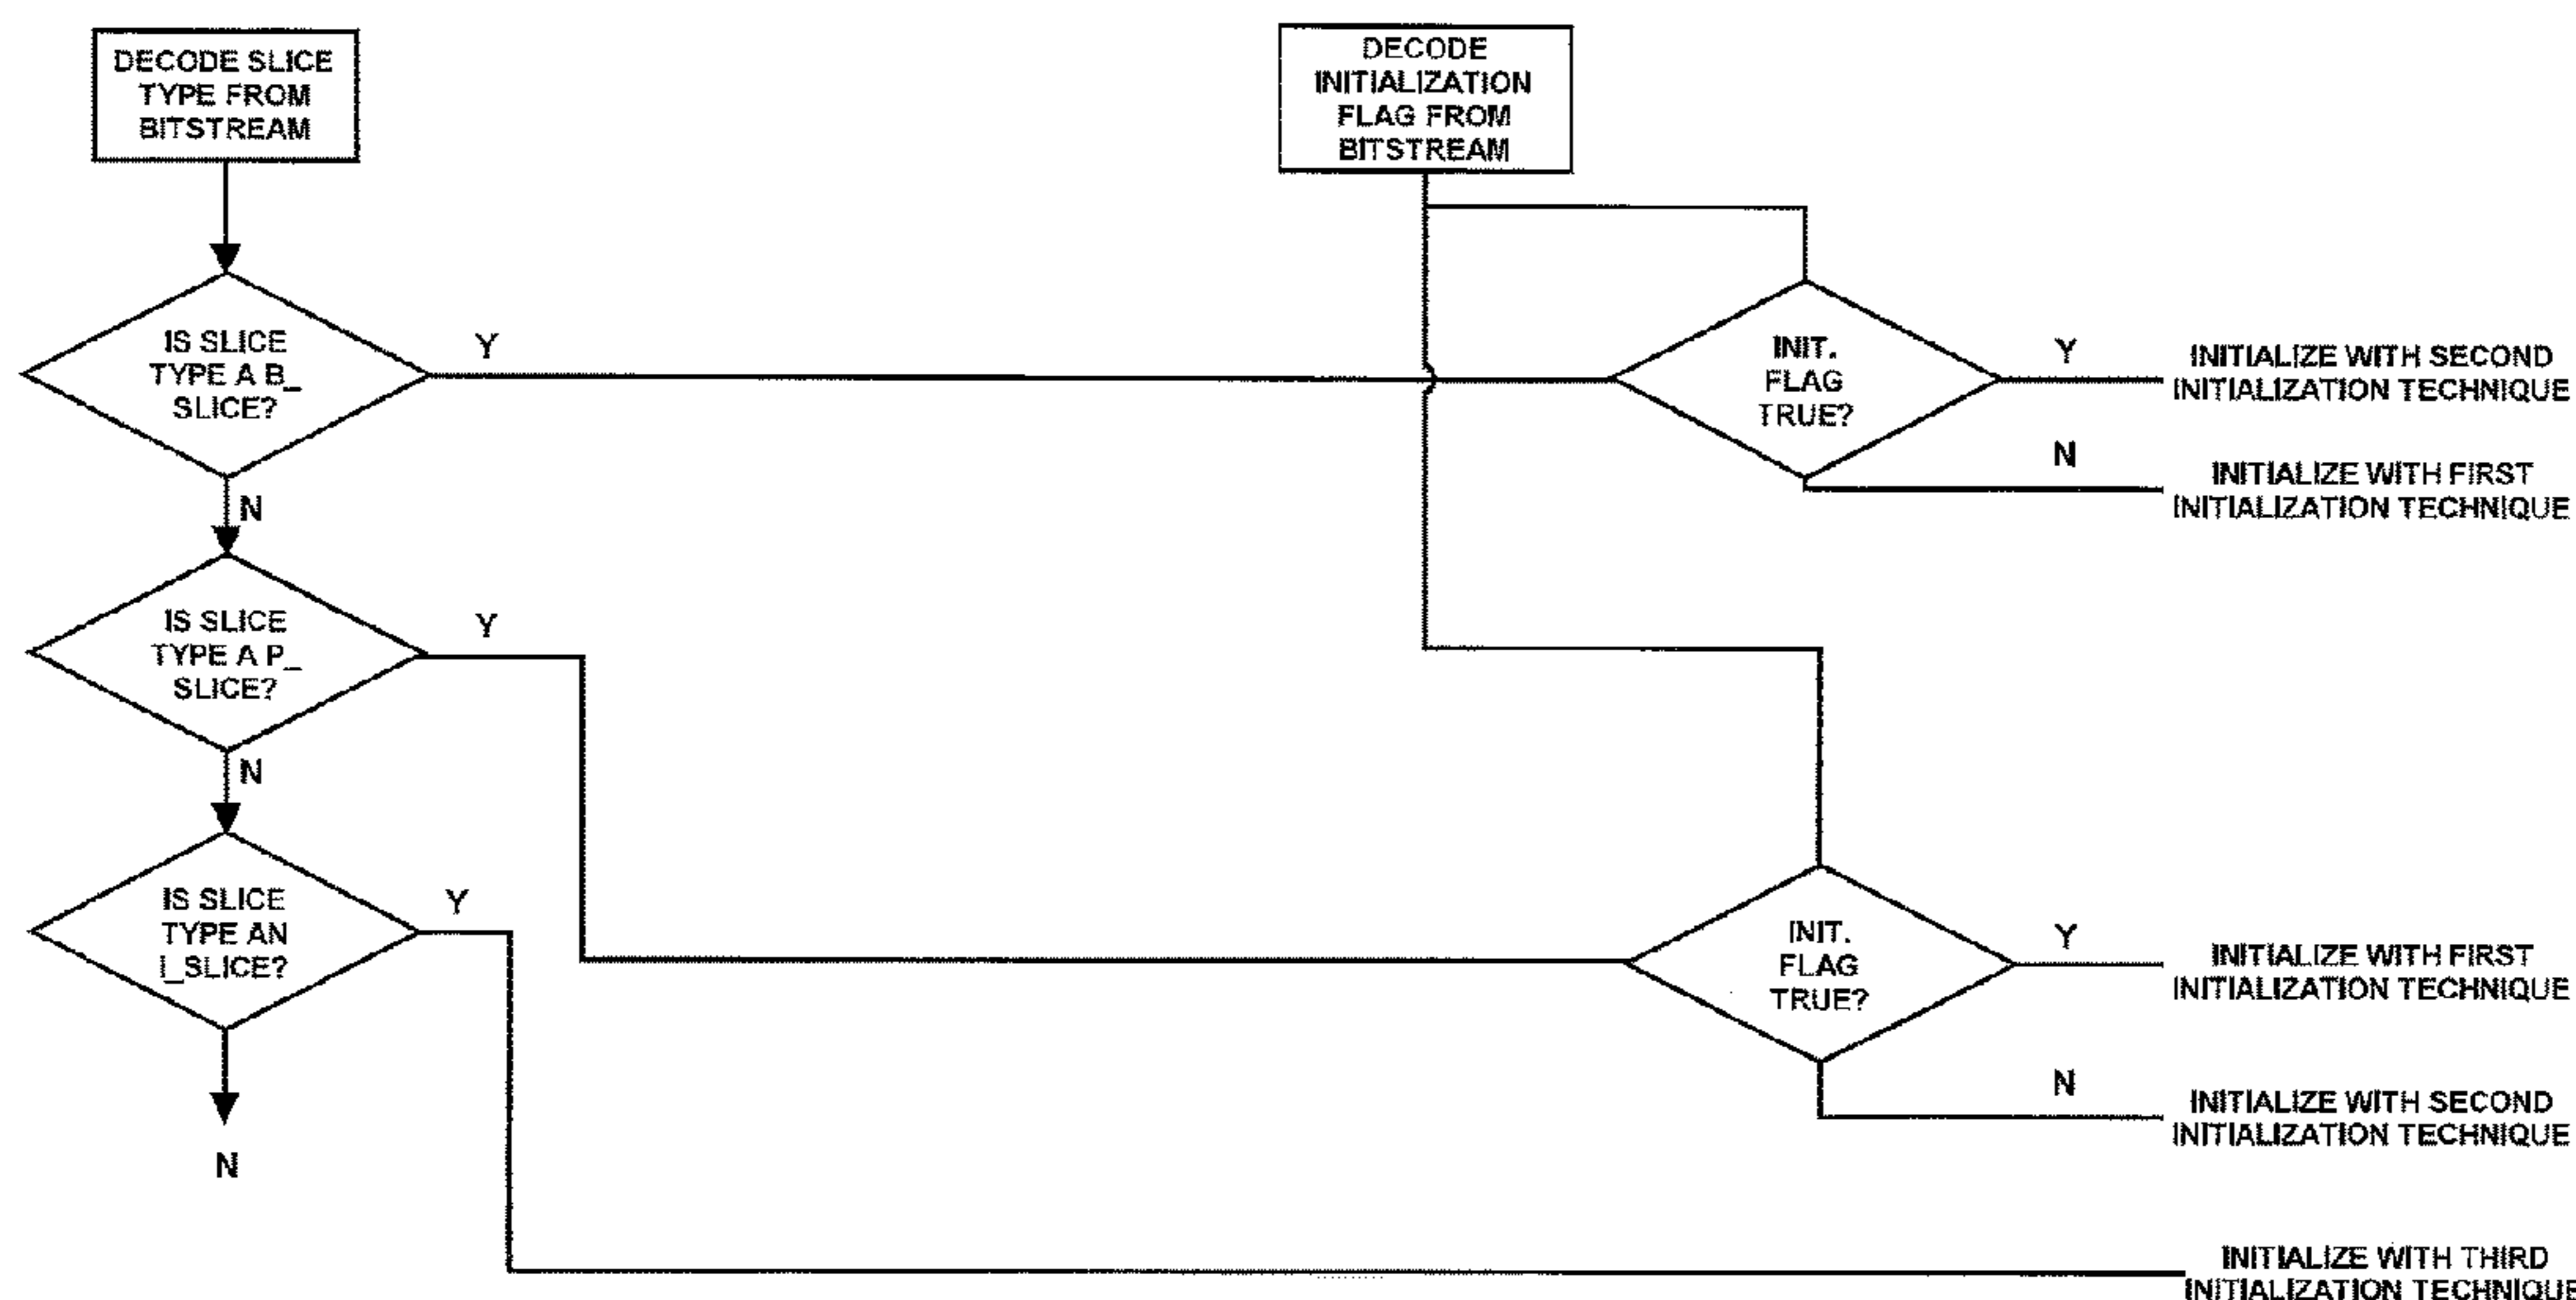 DECODE SLICE
TYPE FROM
BITSTREAM
DECODE
INITIALIZATION
FLAG FROM
BITSTREAM
IS SLICE
TYPE A B_
SLICE?
Y
INIT.
FLAG
TRUE?
Y
INITIALIZE WITH SECOND
INITIALIZATION TECHNIQUE
N
INITIALIZE WITH FIRST
INITIALIZATION TECHNIQUE
N
IS SLICE
TYPE A P_
SLICE?
Y
N
IS SLICE
TYPE AN
I_SLICE?
Y
INIT.
FLAG
TRUE?
Y
INITIALIZE WITH FIRST
INITIALIZATION TECHNIQUE
N
INITIALIZE WITH SECOND
INITIALIZATION TECHNIQUE
N
INITIALIZE WITH THIRD
INITIALIZATION TECHNIQUE